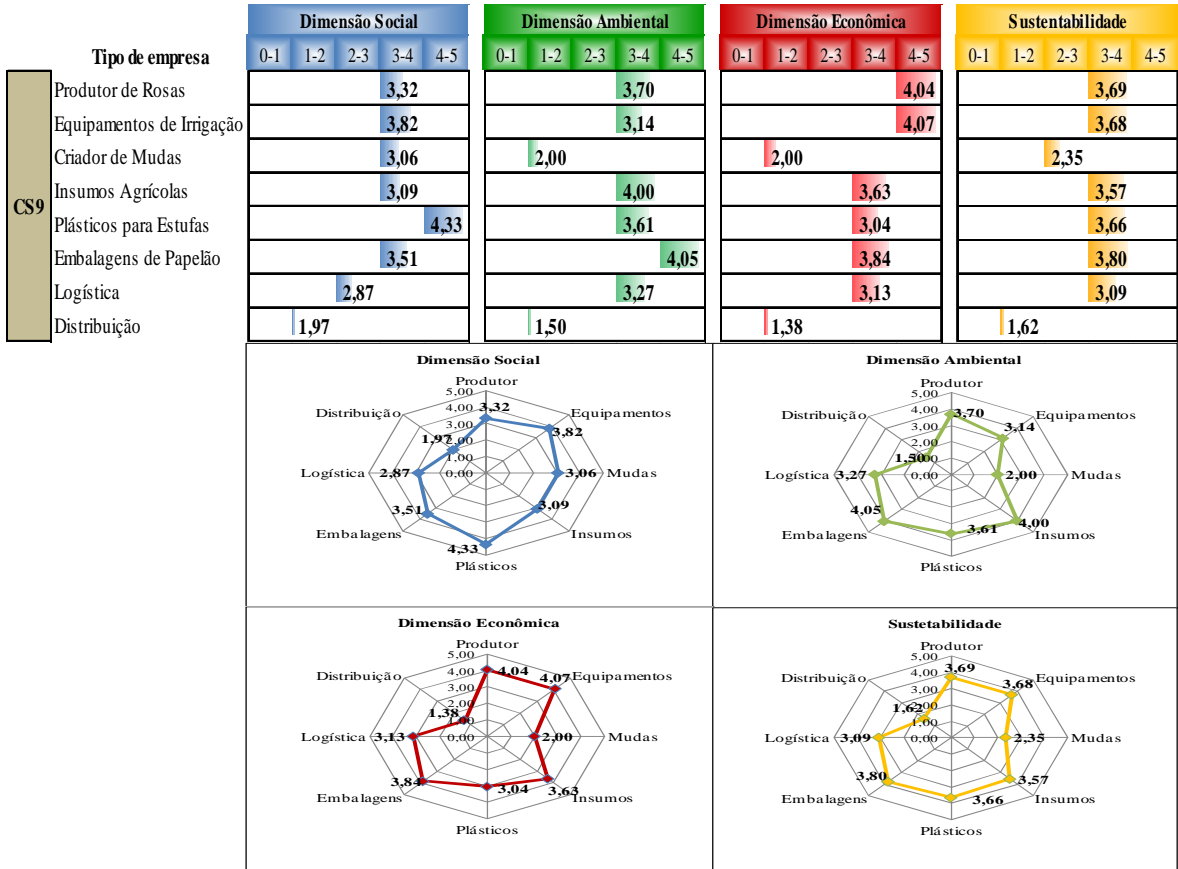 Dimensão Social Dimensão Ambiental Dimensão Econômica Sustentabilidade
Tipo de empresa 0-1 1-2 2-3 3-4 4-5 0-1 1-2 2-3 3-4 4-5 0-1 1-2 2-3 3-4 4-5 0-1 1-2 2-3 3-4 4-5
CS9
Produtor de Rosas 3,32 3,70 4,04 3,69
Equipamentos de Irrigação 3,82 3,14 4,07 3,68
Criador de Mudas 3,06 2,00 2,00 2,35
Insumos Agrícolas 3,09 4,00 3,63 3,57
Plásticos para Estufas 4,33 3,61 3,04 3,66
Embalagens de Papelão 3,51 4,05 3,84 3,80
Logística 2,87 3,27 3,13 3,09
Distribuição 1,97 1,50 1,38 1,62
Dimensão Social
Produtor
5,00
4,00
3,00
2,00
1,00
0,00
3,32
Equipamentos
3,82
Mudas
3,06
Insumos
3,09
Plásticos
4,33
Embalagens
3,51
Logística
2,87
Distribuição
1,97
Dimensão Ambiental
Produtor
5,00
4,00
3,00
2,00
1,00
0,00
3,70
Equipamentos
3,14
Mudas
2,00
Insumos
4,00
Plásticos
3,61
Embalagens
4,05
Logística
3,27
Distribuição
1,50
Dimensão Econômica
Produtor
5,00
4,00
3,00
2,00
1,00
0,00
4,04
Equipamentos
4,07
Mudas
2,00
Insumos
3,63
Plásticos
3,04
Embalagens
3,84
Logística
3,13
Distribuição
1,38
Sustetabilidade
Produtor
5,00
4,00
3,00
2,00
1,00
0,00
3,69
Equipamentos
3,68
Mudas
2,35
Insumos
3,57
Plásticos
3,66
Embalagens
3,80
Logística
3,09
Distribuição
1,62